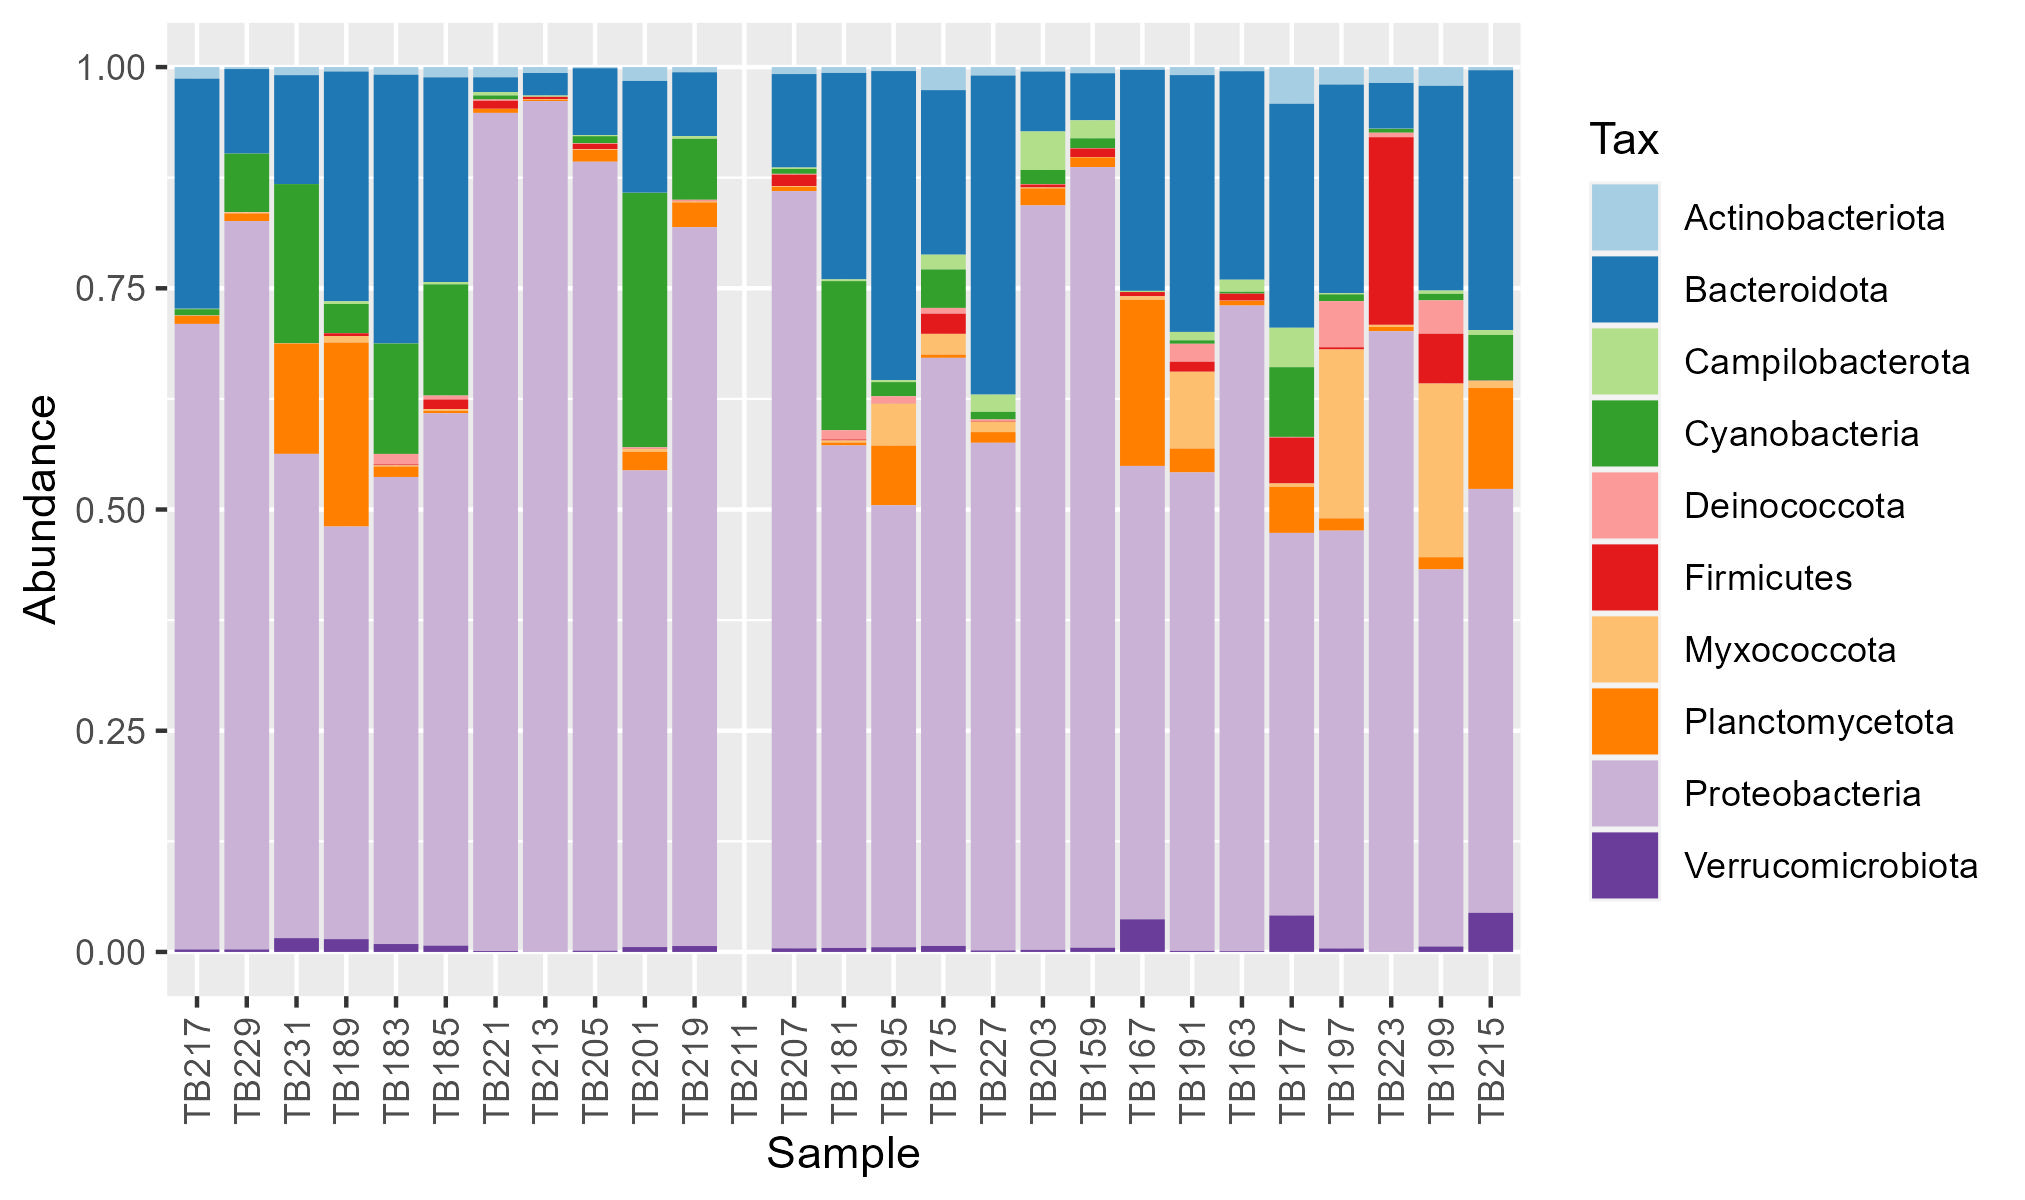 1.00
0.75
0.50
0.25
0.00
Abundance
TB217
TB229
TB231
TB189
TB183
TB185
TB221
TB213
TB205
TB201
TB219
TB211
TB207
TB181
TB195
TB175
TB227
TB203
TB159
TB167
TB191
TB163
TB177
TB197
TB223
TB199
TB215
Sample
Tax
Actinobacteriota
Bacteroidota
Campilobacterota
Cyanobacteria
Deinococcota
Firmicutes
Myxococcota
Planctomycetota
Proteobacteria
Verrucomicrobiota